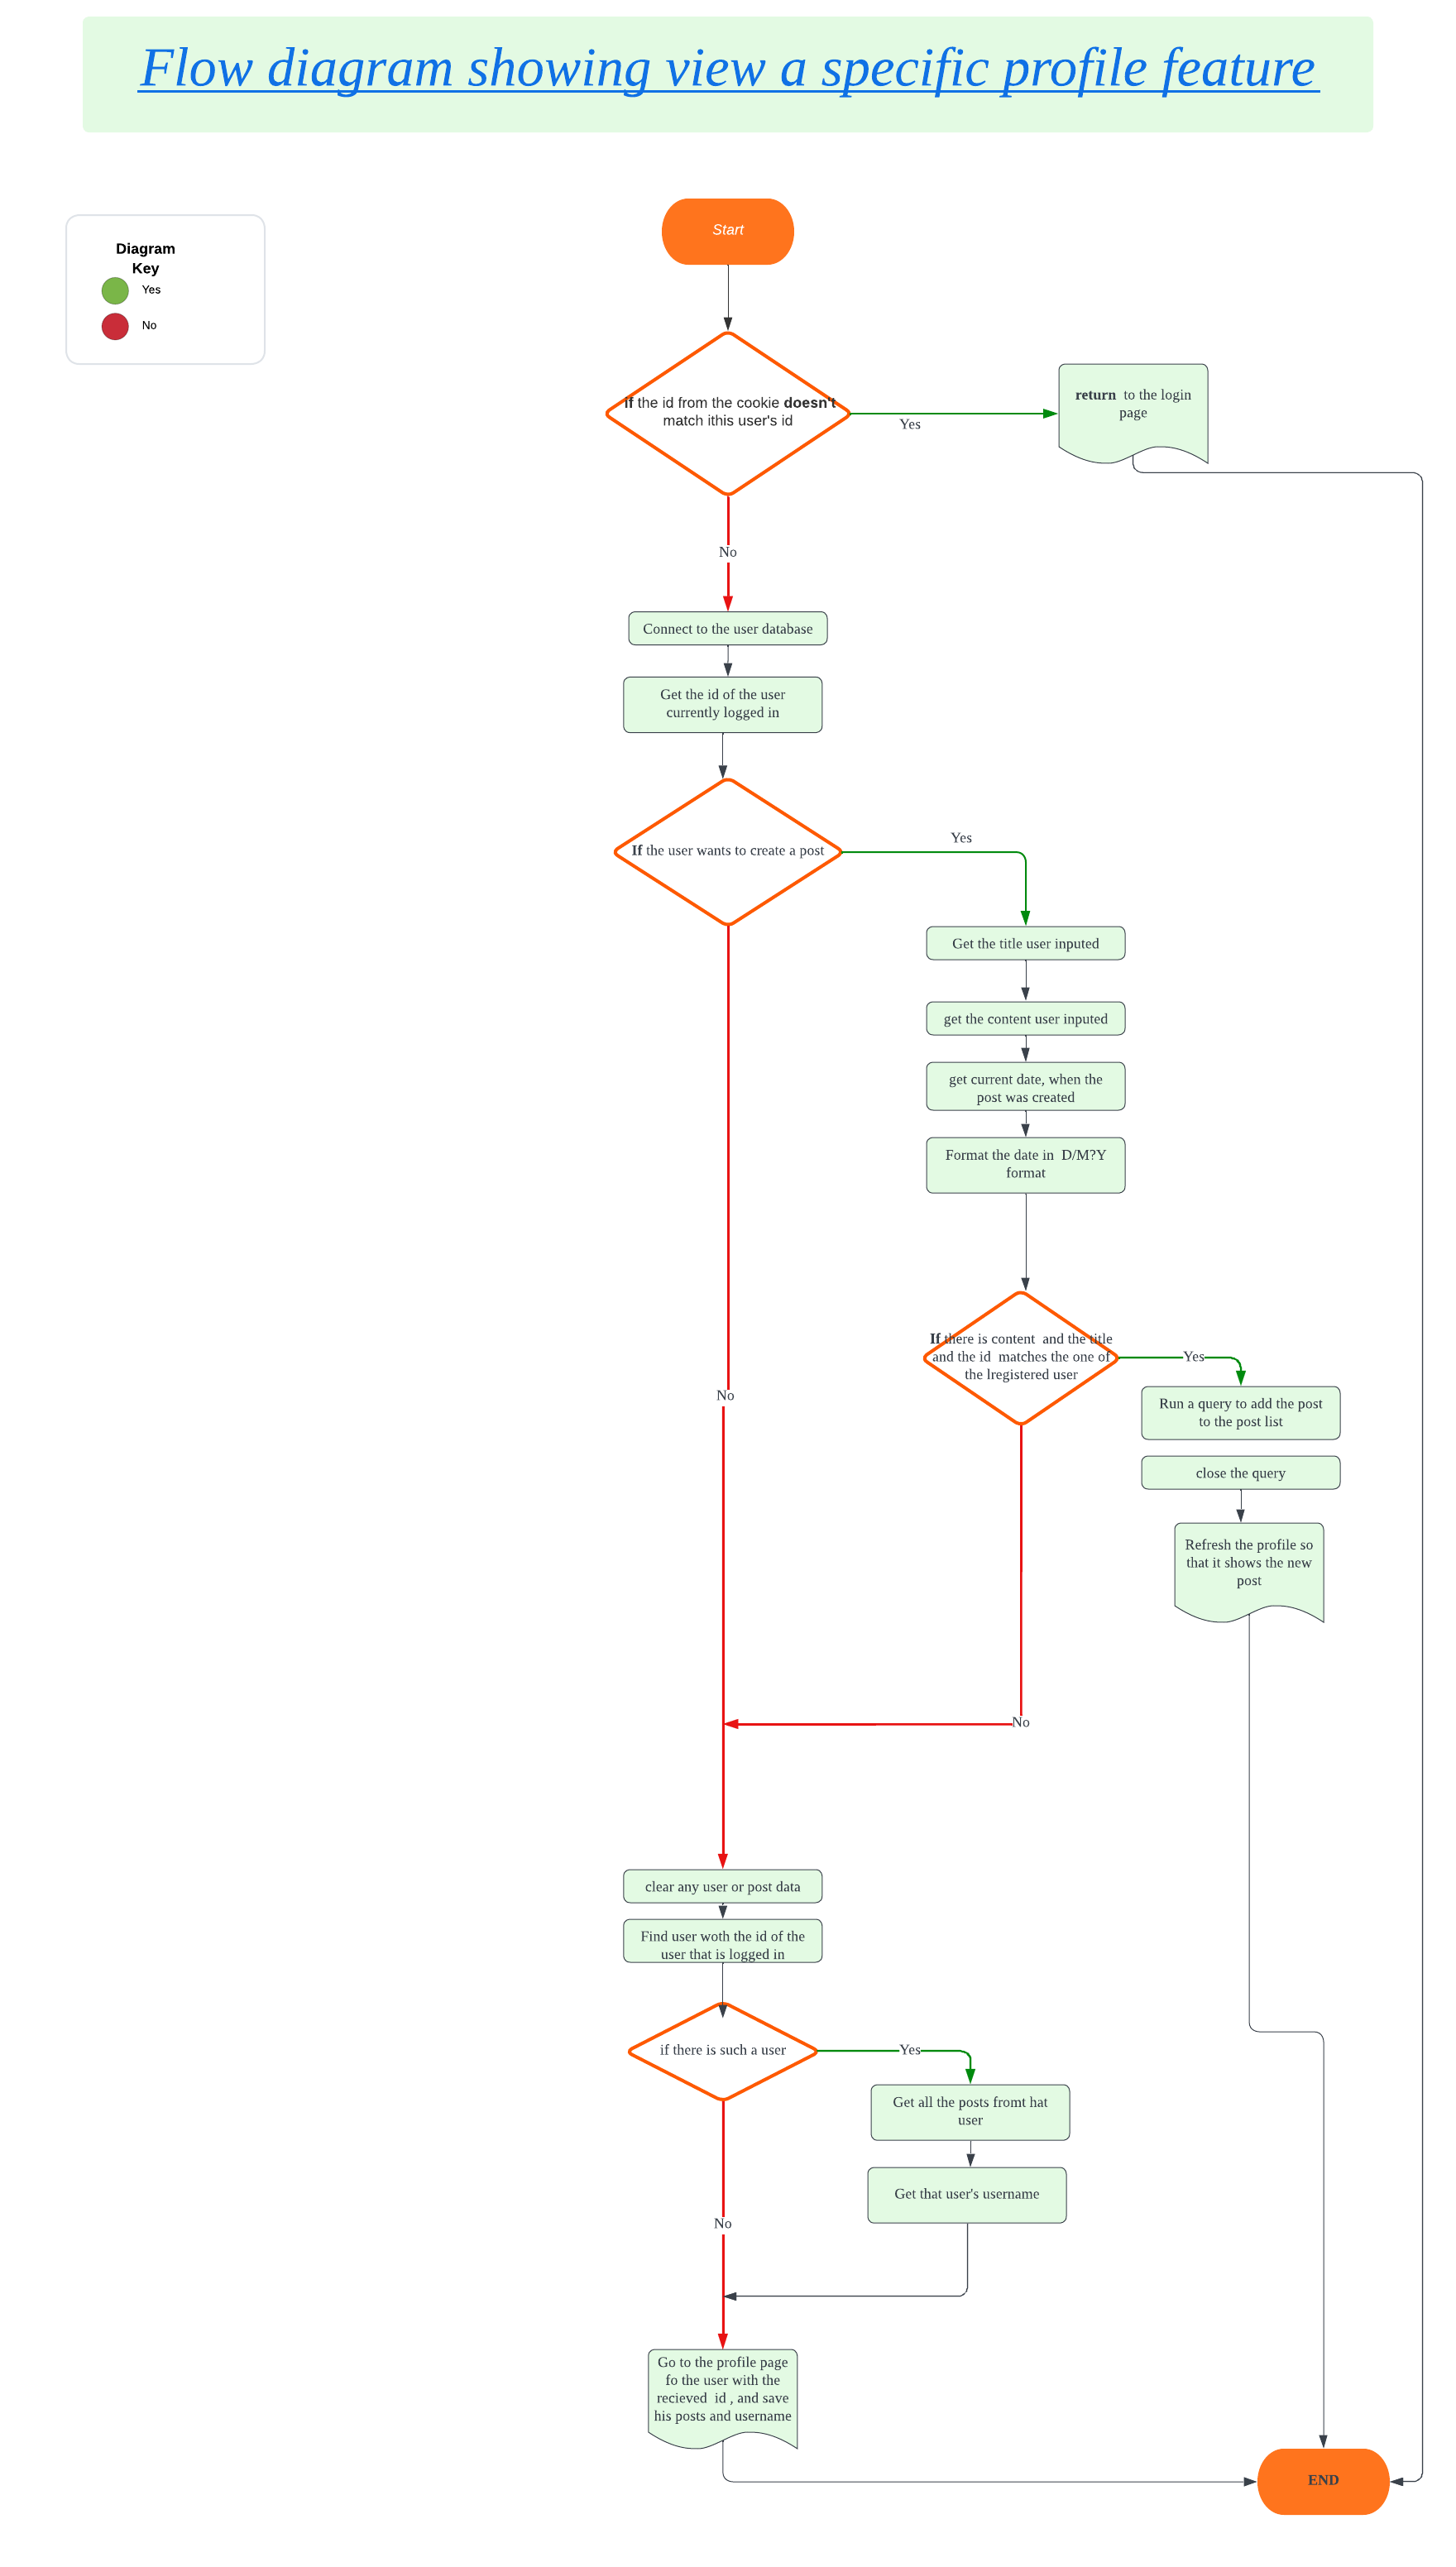 Flow diagram showing view a specific profile feature
Diagram
Key
Yes
No
Start
if the id from the cookie doesn't
match ithis user's id
Yes
return to the login
page
No
Connect to the user database
Get the id of the user
currently logged in
If the user wants to create a post
Yes
Get the title user inputed
get the content user inputed
get current date, when the
post was created
Format the date in D/M?Y
format
If there is content and the title
and the id matches the one of
the lregistered user
Yes
No
Run a query to add the post
to the post list
close the query
Refresh the profile so
that it shows the new
post
No
clear any user or post data
Find user woth the id of the
user that is logged in
if there is such a user
Yes
Get all the posts fromt hat
user
Get that user's username
No
Go to the profile page
fo the user with the
recieved id , and save
his posts and username
END